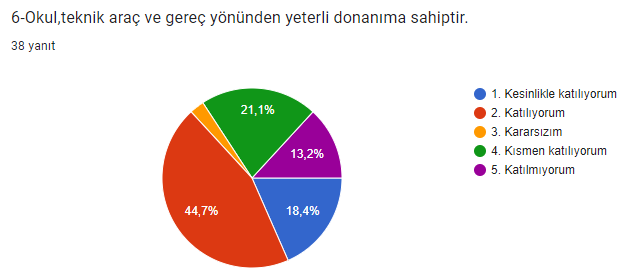 6-Okul,teknik araç ve gereç yönünden yeterli donanıma sahiptir.
38 yanıt
1. Kesinlikle katılıyorum
2. Katılıyorum
3. Kararsızım
4. Kısmen katılıyorum
5. Katılmıyorum
21,1%
13,2%
44,7%
18,4%